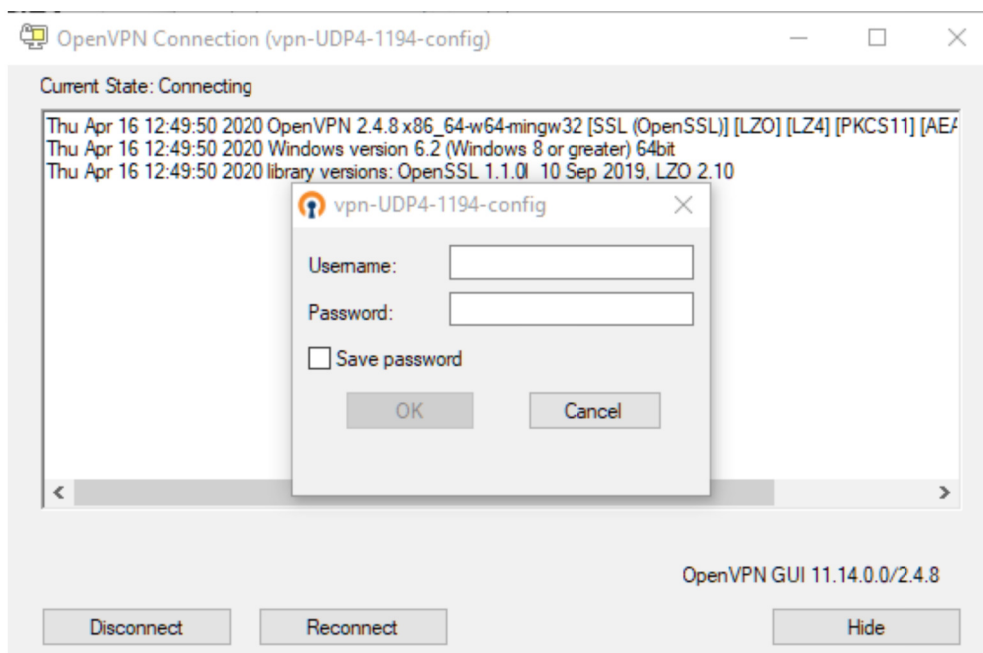 OpenVPN Connection (vpn-UDP4-1194-config)
Current State: Connecting
Thu Apr 16 12:49:50 2020 OpenVPN 2.4.8 x86_64-w64-mingw32 [SSL (OpenSSL)] [LZO] [LZ4] [PKCS11] [AEA
Thu Apr 16 12:49:50 2020 Windows version 6.2 (Windows 8 or greater) 64bit
Thu Apr 16 12:49:50 2020 library versions: OpenSSL 1.1.0l 10 Sep 2019, LZO 2.10
vpn-UDP4-1194-config
Username:
Password:
Save password
OK Cancel
OpenVPN GUI 11.14.0.0/2.4.8
Disconnect Reconnect Hide